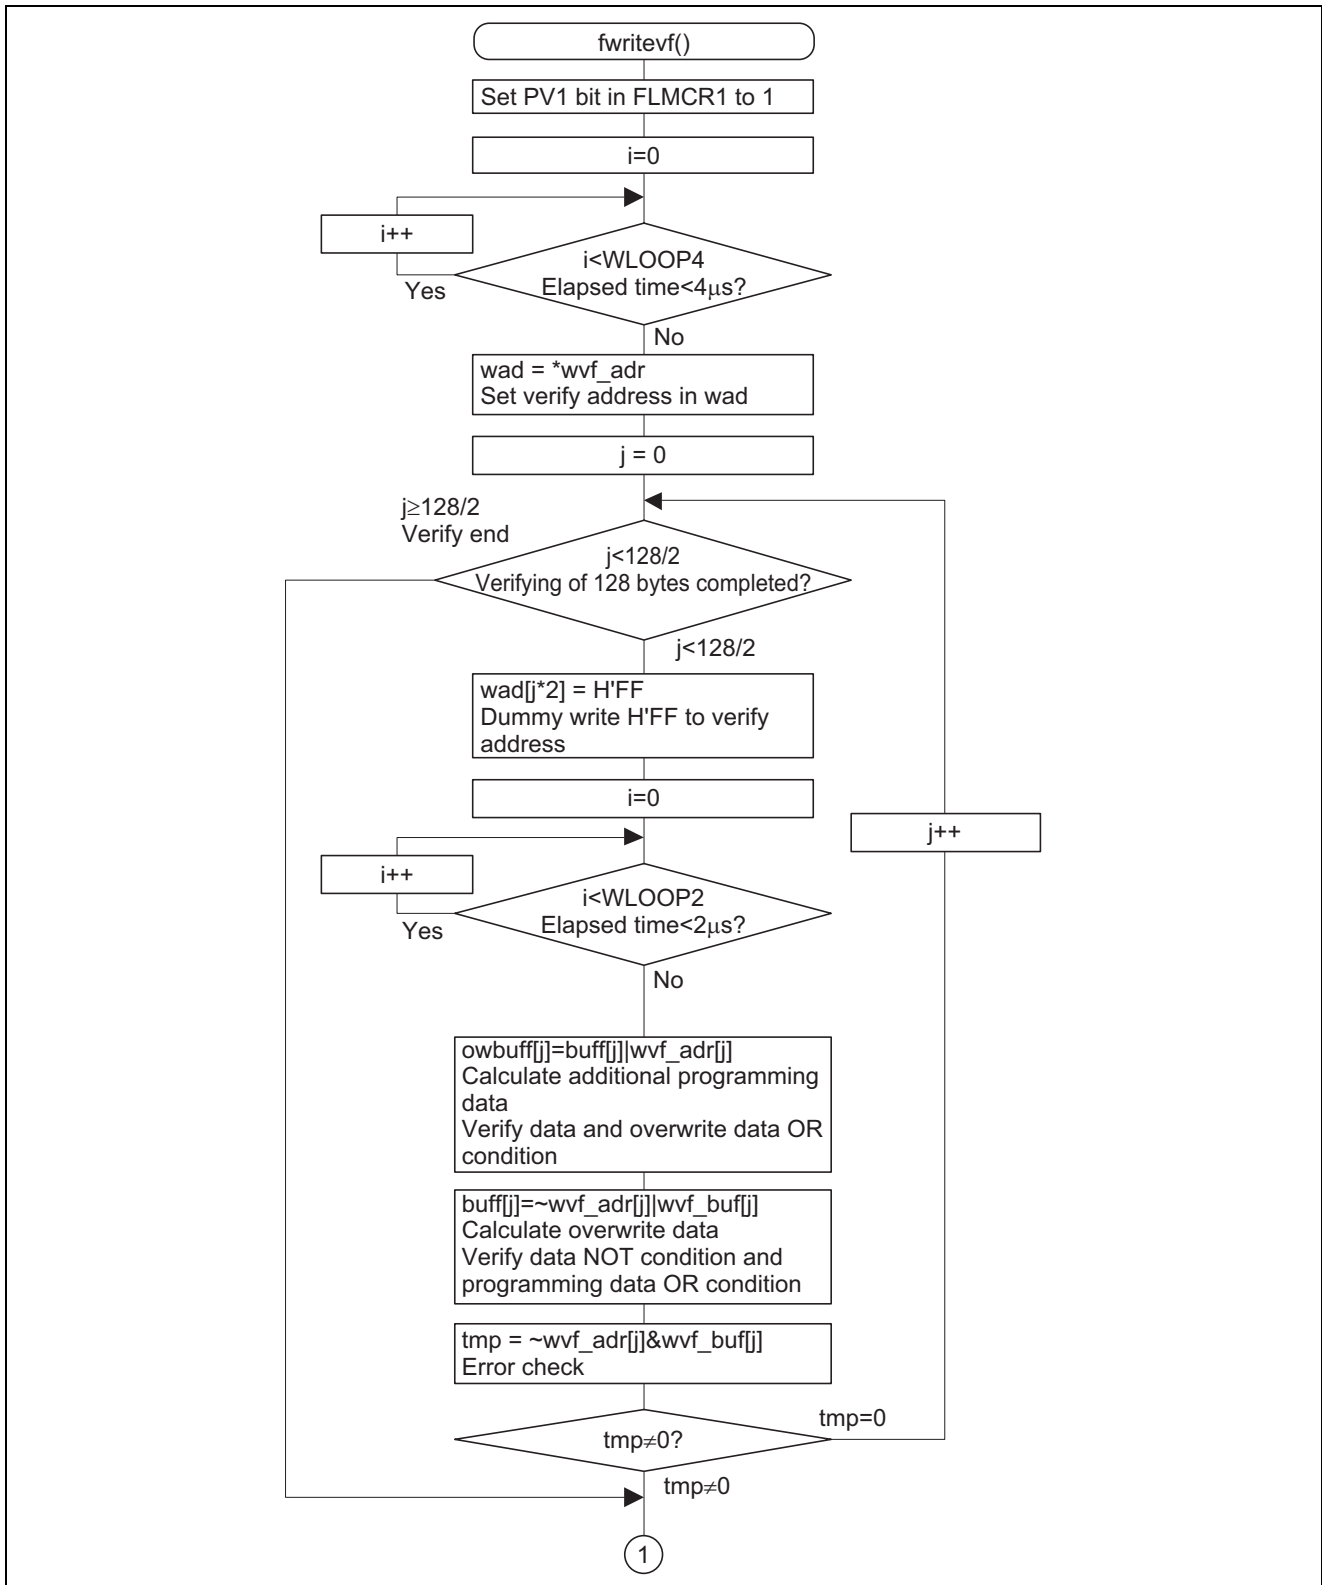 fwritevf()
Set PV1 bit in FLMCR1 to 1
i=0
i++
i<WLOOP4
Elapsed time<4μs?
Yes
No
wad = *wvf_adr
Set verify address in wad
j = 0
j≥128/2
Verify end
j<128/2
Verifying of 128 bytes completed?
j<128/2
wad[j*2] = H'FF
Dummy write H'FF to verify
address
i=0
j++
i++
i<WLOOP2
Elapsed time<2μs?
Yes
No
owbuff[j]=buff[j]|wvf_adr[j]
Calculate additional programming
data
Verify data and overwrite data OR
condition
buff[j]=~wvf_adr[j]|wvf_buf[j]
Calculate overwrite data
Verify data NOT condition and
programming data OR condition
tmp = ~wvf_adr[j]&wvf_buf[j]
Error check
tmp=0
tmp≠0?
tmp≠0
1